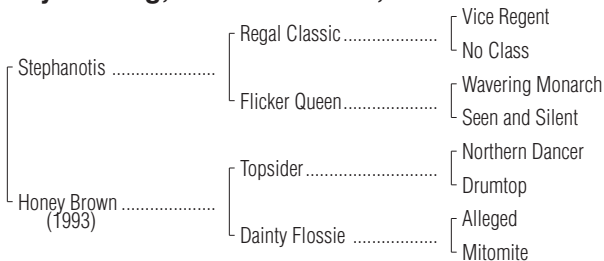 Vice Regent
Regal Classic
No Class
Stephanotis
Wavering Monarch
Flicker Queen
Seen and Silent
Northern Dancer
Topsider
Drumtop
Honey Brown
(1993)
Alleged
Dainty Flossie
Mitomite